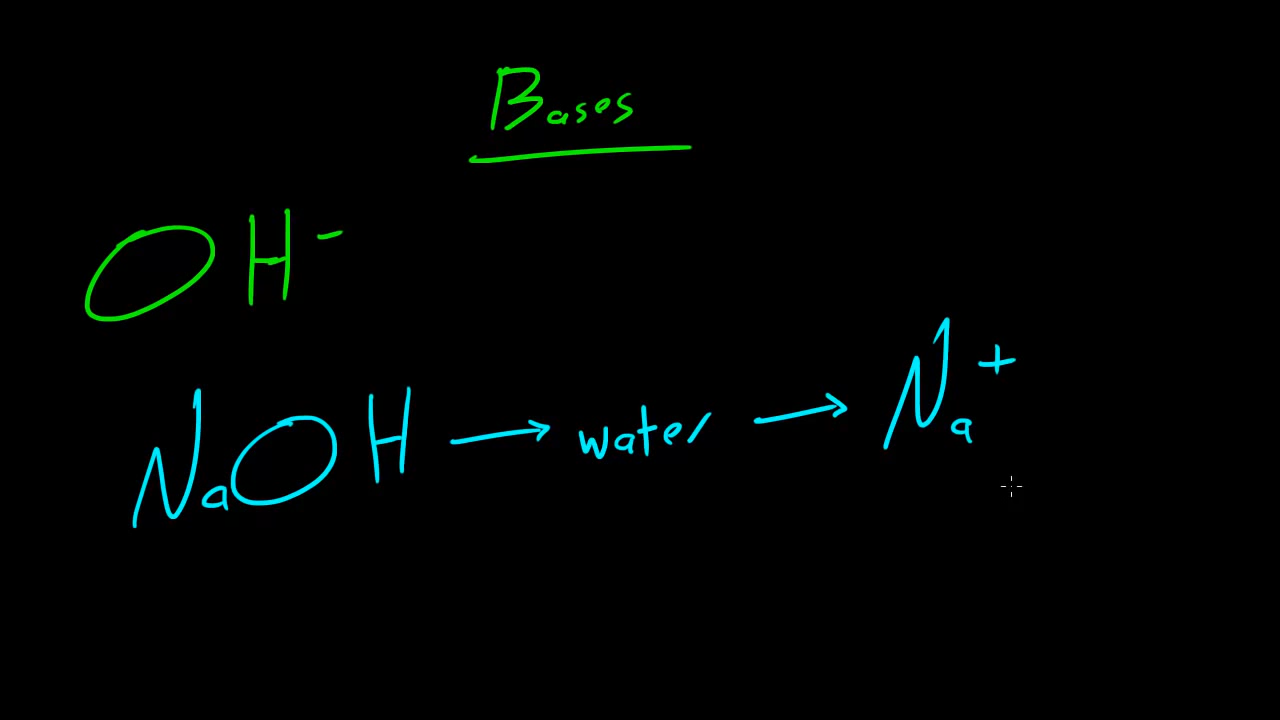 Bases
OH⁻
NaOH → water → Na⁺